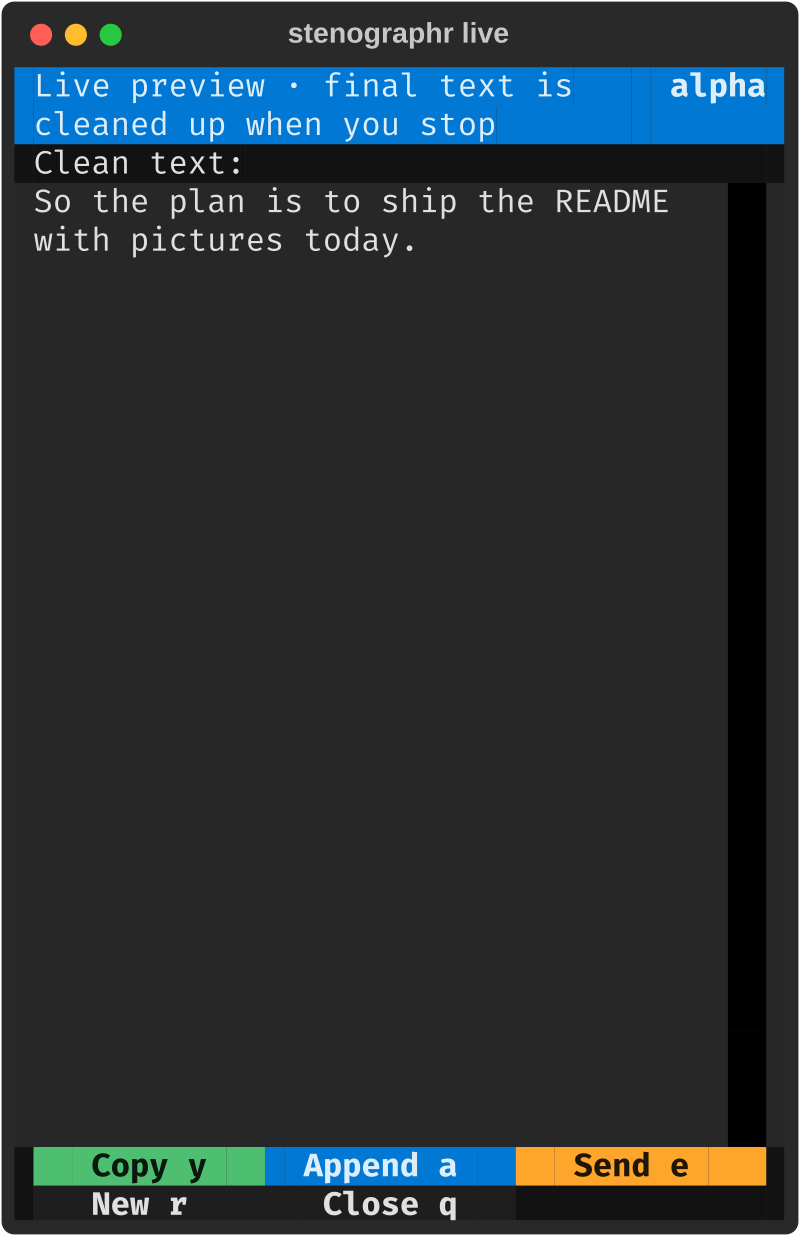 stenographr live
Live preview · final text is alpha
cleaned up when you stop
Clean text:
So the plan is to ship the README
with pictures today.
Copy y Append a Send e
New r Close q